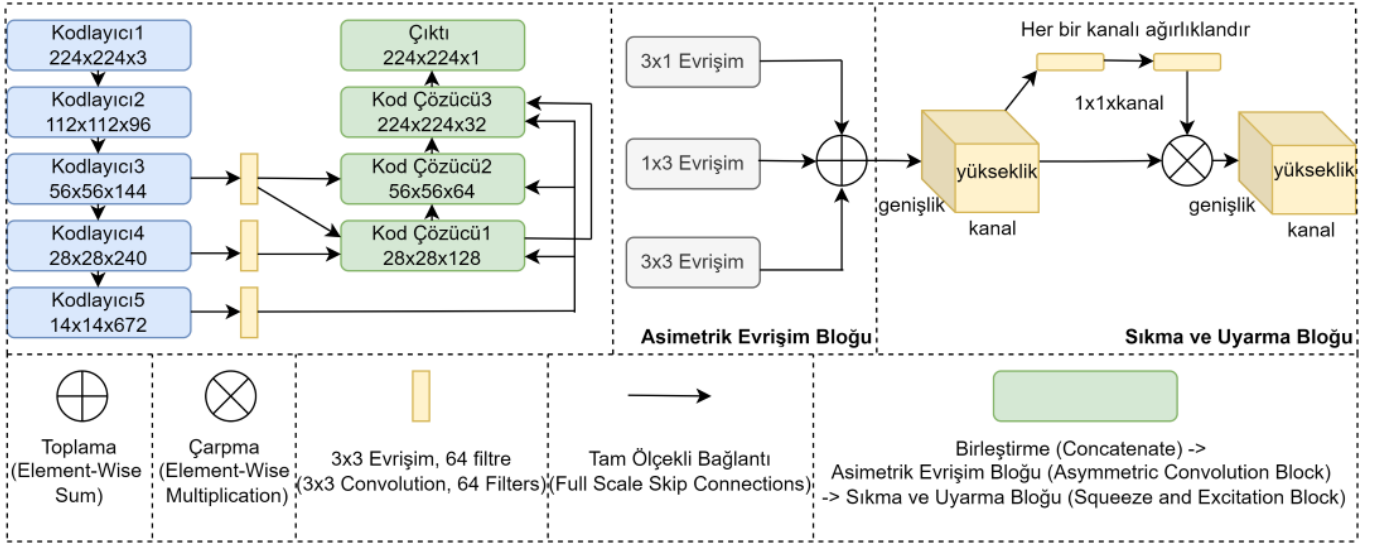 Kodlayıcı1
224x224x3
Kodlayıcı2
112x112x96
Kodlayıcı3
56x56x144
Kodlayıcı4
28x28x240
Kodlayıcı5
14x14x672
Çıktı
224x224x1
Kod Çözücü3
224x224x32
Kod Çözücü2
56x56x64
Kod Çözücü1
28x28x128
3x1 Evrişim
1x3 Evrişim
3x3 Evrişim
Asimetrik Evrişim Bloğu
Her bir kanalı ağırlıklandır
1x1xkanal
yükseklik
genişlik
kanal
yükseklik
genişlik
kanal
Sıkma ve Uyarma Bloğu
Toplama
(Element-Wise
Sum)
Çarpma
(Element-Wise
Multiplication)
3x3 Evrişim, 64 filtre
(3x3 Convolution, 64 Filters)
Tam Ölçekli Bağlantı
(Full Scale Skip Connections)
Birleştirme (Concatenate) ->
Asimetrik Evrişim Bloğu (Asymmetric Convolution Block)
-> Sıkma ve Uyarma Bloğu (Squeeze and Excitation Block)